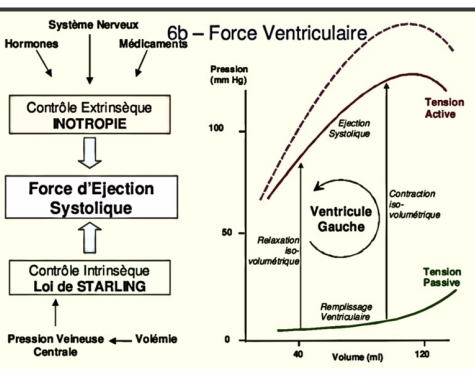 6b – Force Ventriculaire
Système Nerveux
Hormones
Médicaments
Contrôle Extrinsèque
INOTROPIE
Force d'Ejection
Systolique
Contrôle Intrinsèque
Loi de STARLING
Pression Veineuse
Centrale
Volémie
Pression
(mm Hg)
100
50
0
Tension
Active
Ejection
Systolique
Contraction
iso-
volumétrique
Ventricule
Gauche
Relaxation
iso-
volumétrique
Tension
Passive
Remplissage
Ventriculaire
40
Volume (ml)
120